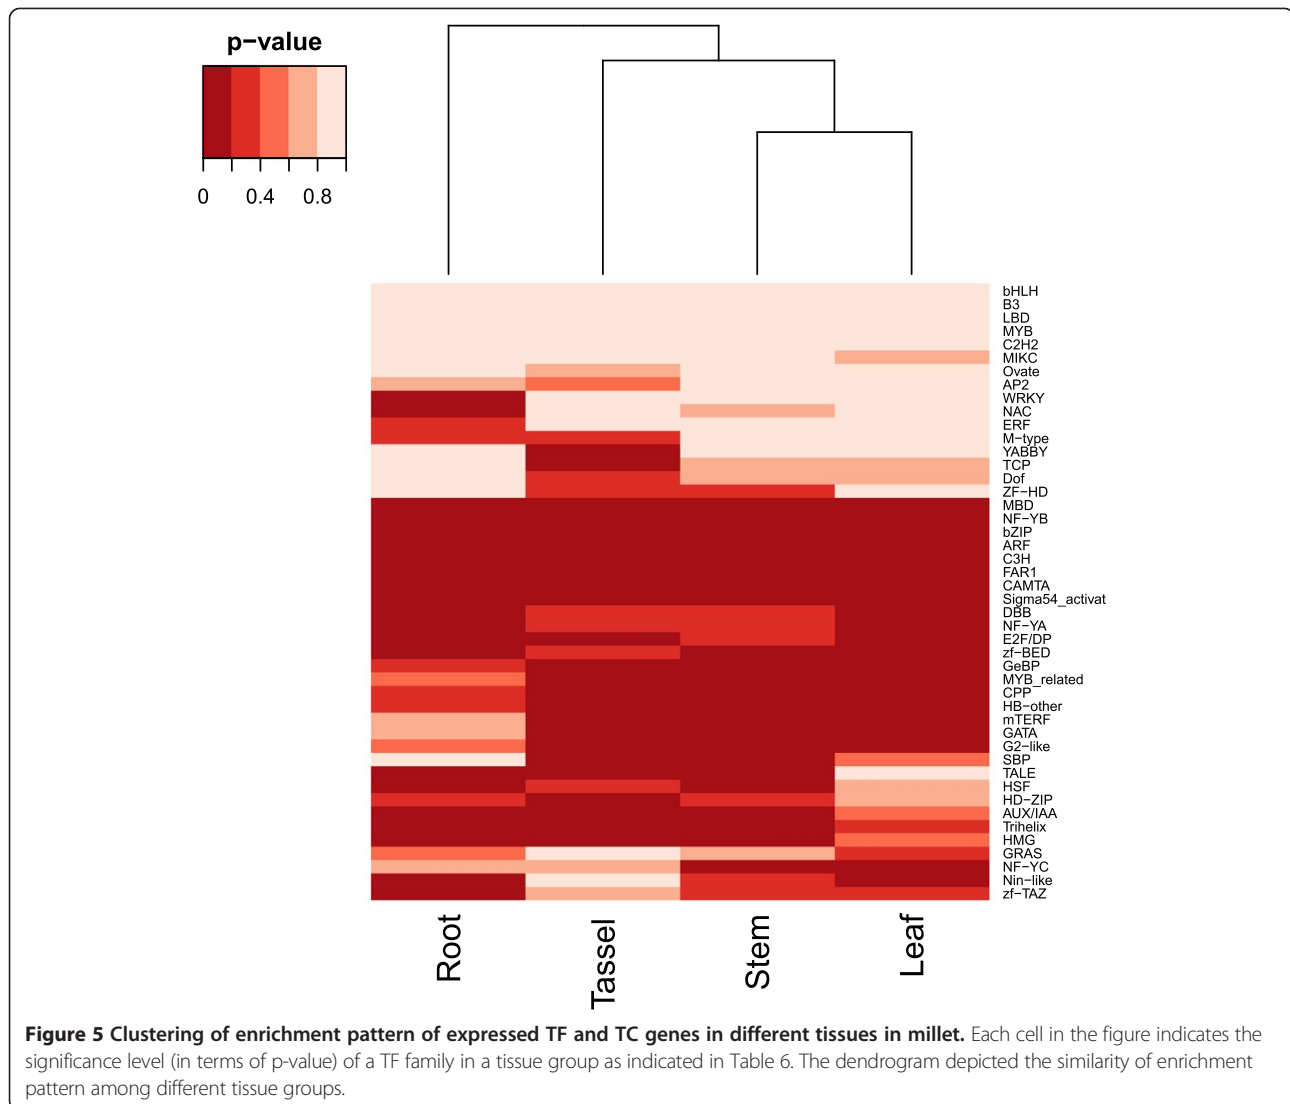 p−value
0 0.4 0.8
bHLH
B3
LBD
MYB
C2H2
MIKC
Ovate
AP2
WRKY
NAC
ERF
M−type
YABBY
TCP
Dof
ZF−HD
MBD
NF−YB
bZIP
ARF
C3H
FAR1
CAMTA
Sigma54_activat
DBB
NF−YA
E2F/DP
zf−BED
GeBP
MYB_related
CPP
HB−other
mTERF
GATA
G2−like
SBP
TALE
HSF
HD−ZIP
AUX/IAA
Trihelix
HMG
GRAS
NF−YC
Nin−like
zf−TAZ
Root
Tassel
Stem
Leaf
Figure 5 Clustering of enrichment pattern of expressed TF and TC genes in different tissues in millet. Each cell in the figure indicates the
significance level (in terms of p-value) of a TF family in a tissue group as indicated in Table 6. The dendrogram depicted the similarity of enrichment
pattern among different tissue groups.